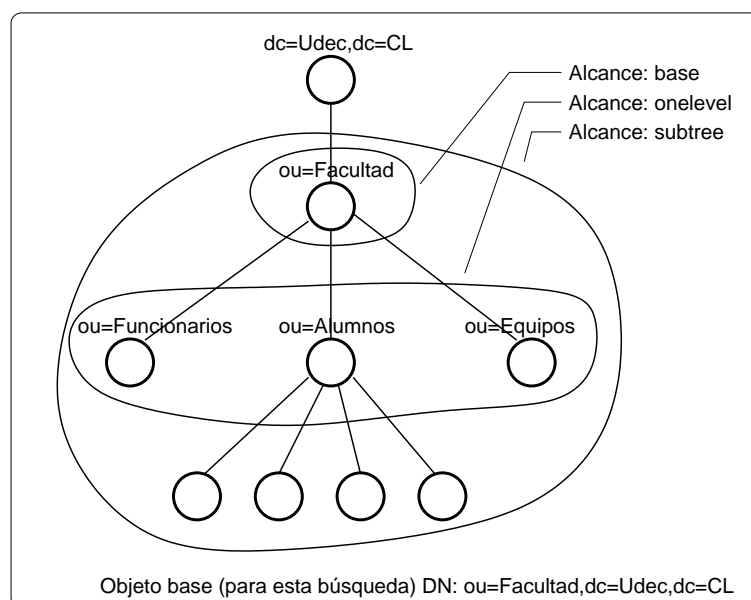 dc=Udec,dc=CL
Alcance: base
Alcance: onelevel
Alcance: subtree
ou=Facultad
ou=Funcionarios
ou=Alumnos
ou=Equipos
Objeto base (para esta búsqueda) DN: ou=Facultad,dc=Udec,dc=CL